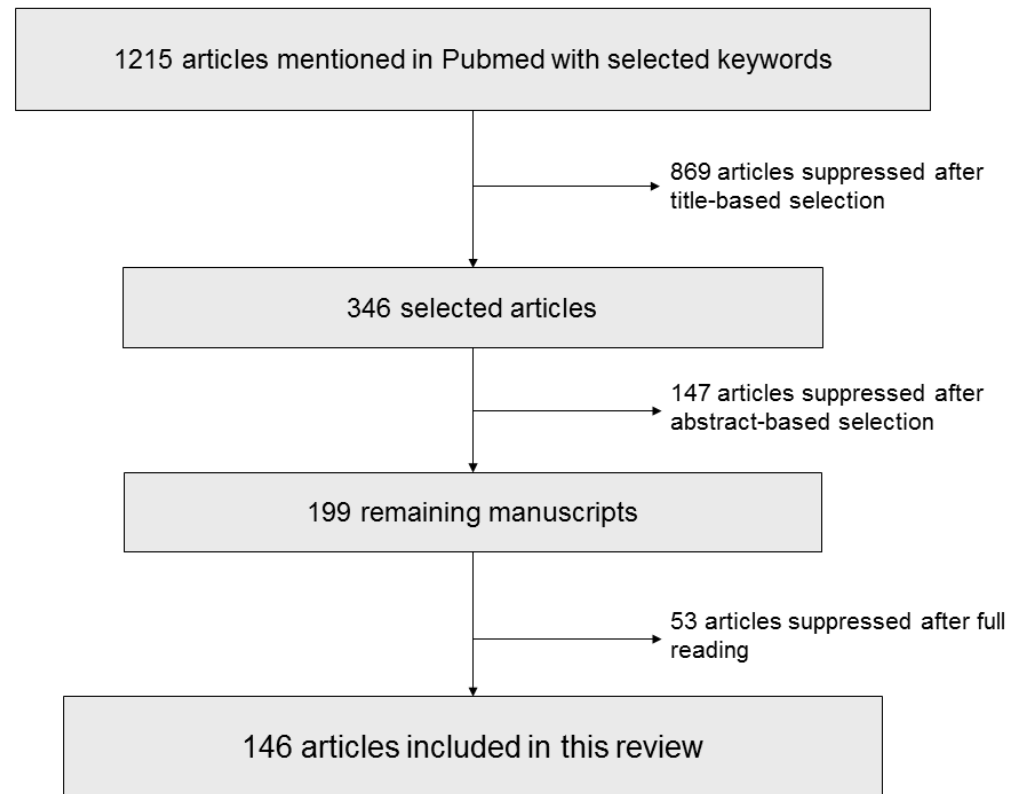 1215 articles mentioned in Pubmed with selected keywords
869 articles suppressed after
title-based selection
346 selected articles
147 articles suppressed after
abstract-based selection
199 remaining manuscripts
53 articles suppressed after full
reading
146 articles included in this review